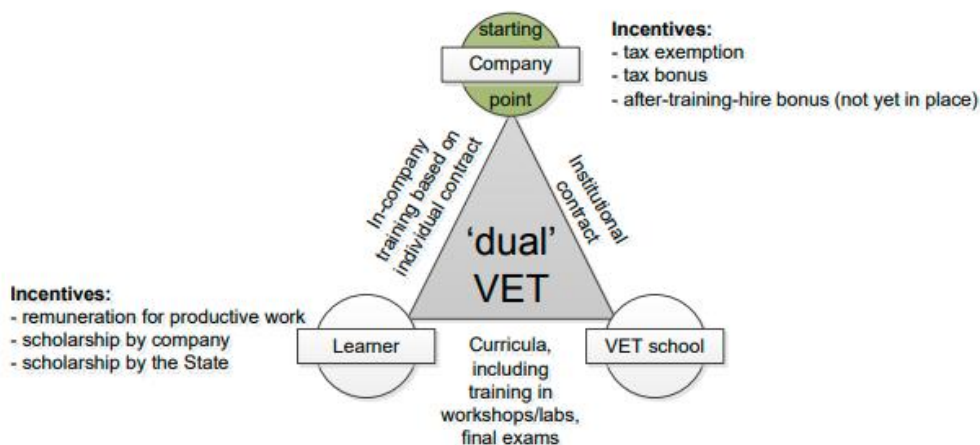 starting
Company
point
Incentives:
- tax exemption
- tax bonus
- after-training-hire bonus (not yet in place)
In-company
training based on
individual contract
Institutional
contract
‘dual’
VET
Incentives:
- remuneration for productive work
- scholarship by company
- scholarship by the State
Learner
VET school
Curricula,
including
training in
workshops/labs,
final exams